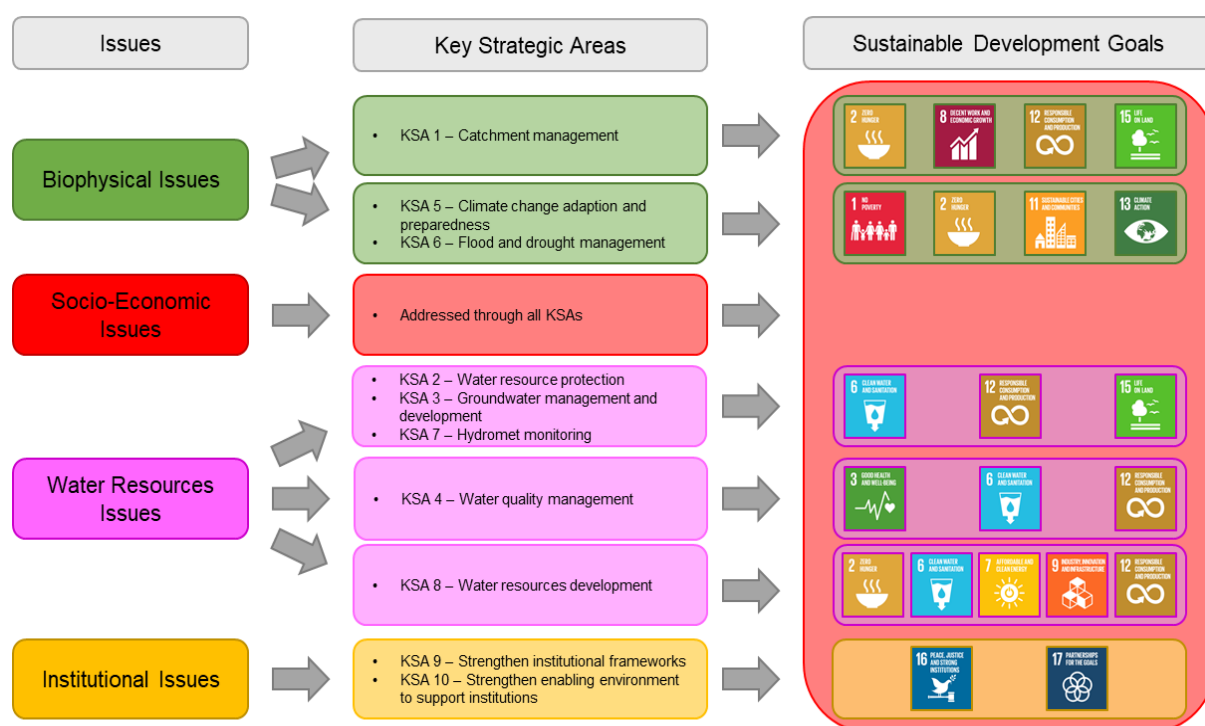 Issues
Key Strategic Areas
Sustainable Development Goals
Biophysical Issues
• KSA 1 – Catchment management
2 ZERO
HUNGER
8 DECENT WORK AND
ECONOMIC GROWTH
12 RESPONSIBLE
CONSUMPTION
AND PRODUCTION
15 LIFE
ON LAND
• KSA 5 – Climate change adaption and
preparedness
• KSA 6 – Flood and drought management
1 NO
POVERTY
2 ZERO
HUNGER
11 SUSTAINABLE CITIES
AND COMMUNITIES
13 CLIMATE
ACTION
Socio-Economic
Issues
• Addressed through all KSAs
Water Resources
Issues
• KSA 2 – Water resource protection
• KSA 3 – Groundwater management and
development
• KSA 7 – Hydromet monitoring
6 CLEAN WATER
AND SANITATION
12 RESPONSIBLE
CONSUMPTION
AND PRODUCTION
15 LIFE
ON LAND
• KSA 4 – Water quality management
3 GOOD HEALTH
AND WELL-BEING
6 CLEAN WATER
AND SANITATION
12 RESPONSIBLE
CONSUMPTION
AND PRODUCTION
• KSA 8 – Water resources development
2 ZERO
HUNGER
6 CLEAN WATER
AND SANITATION
7 AFFORDABLE AND
CLEAN ENERGY
9 INDUSTRY, INNOVATION
AND INFRASTRUCTURE
12 RESPONSIBLE
CONSUMPTION
AND PRODUCTION
Institutional Issues
• KSA 9 – Strengthen institutional frameworks
• KSA 10 – Strengthen enabling environment
to support institutions
16 PEACE, JUSTICE
AND STRONG
INSTITUTIONS
17 PARTNERSHIPS
FOR THE GOALS